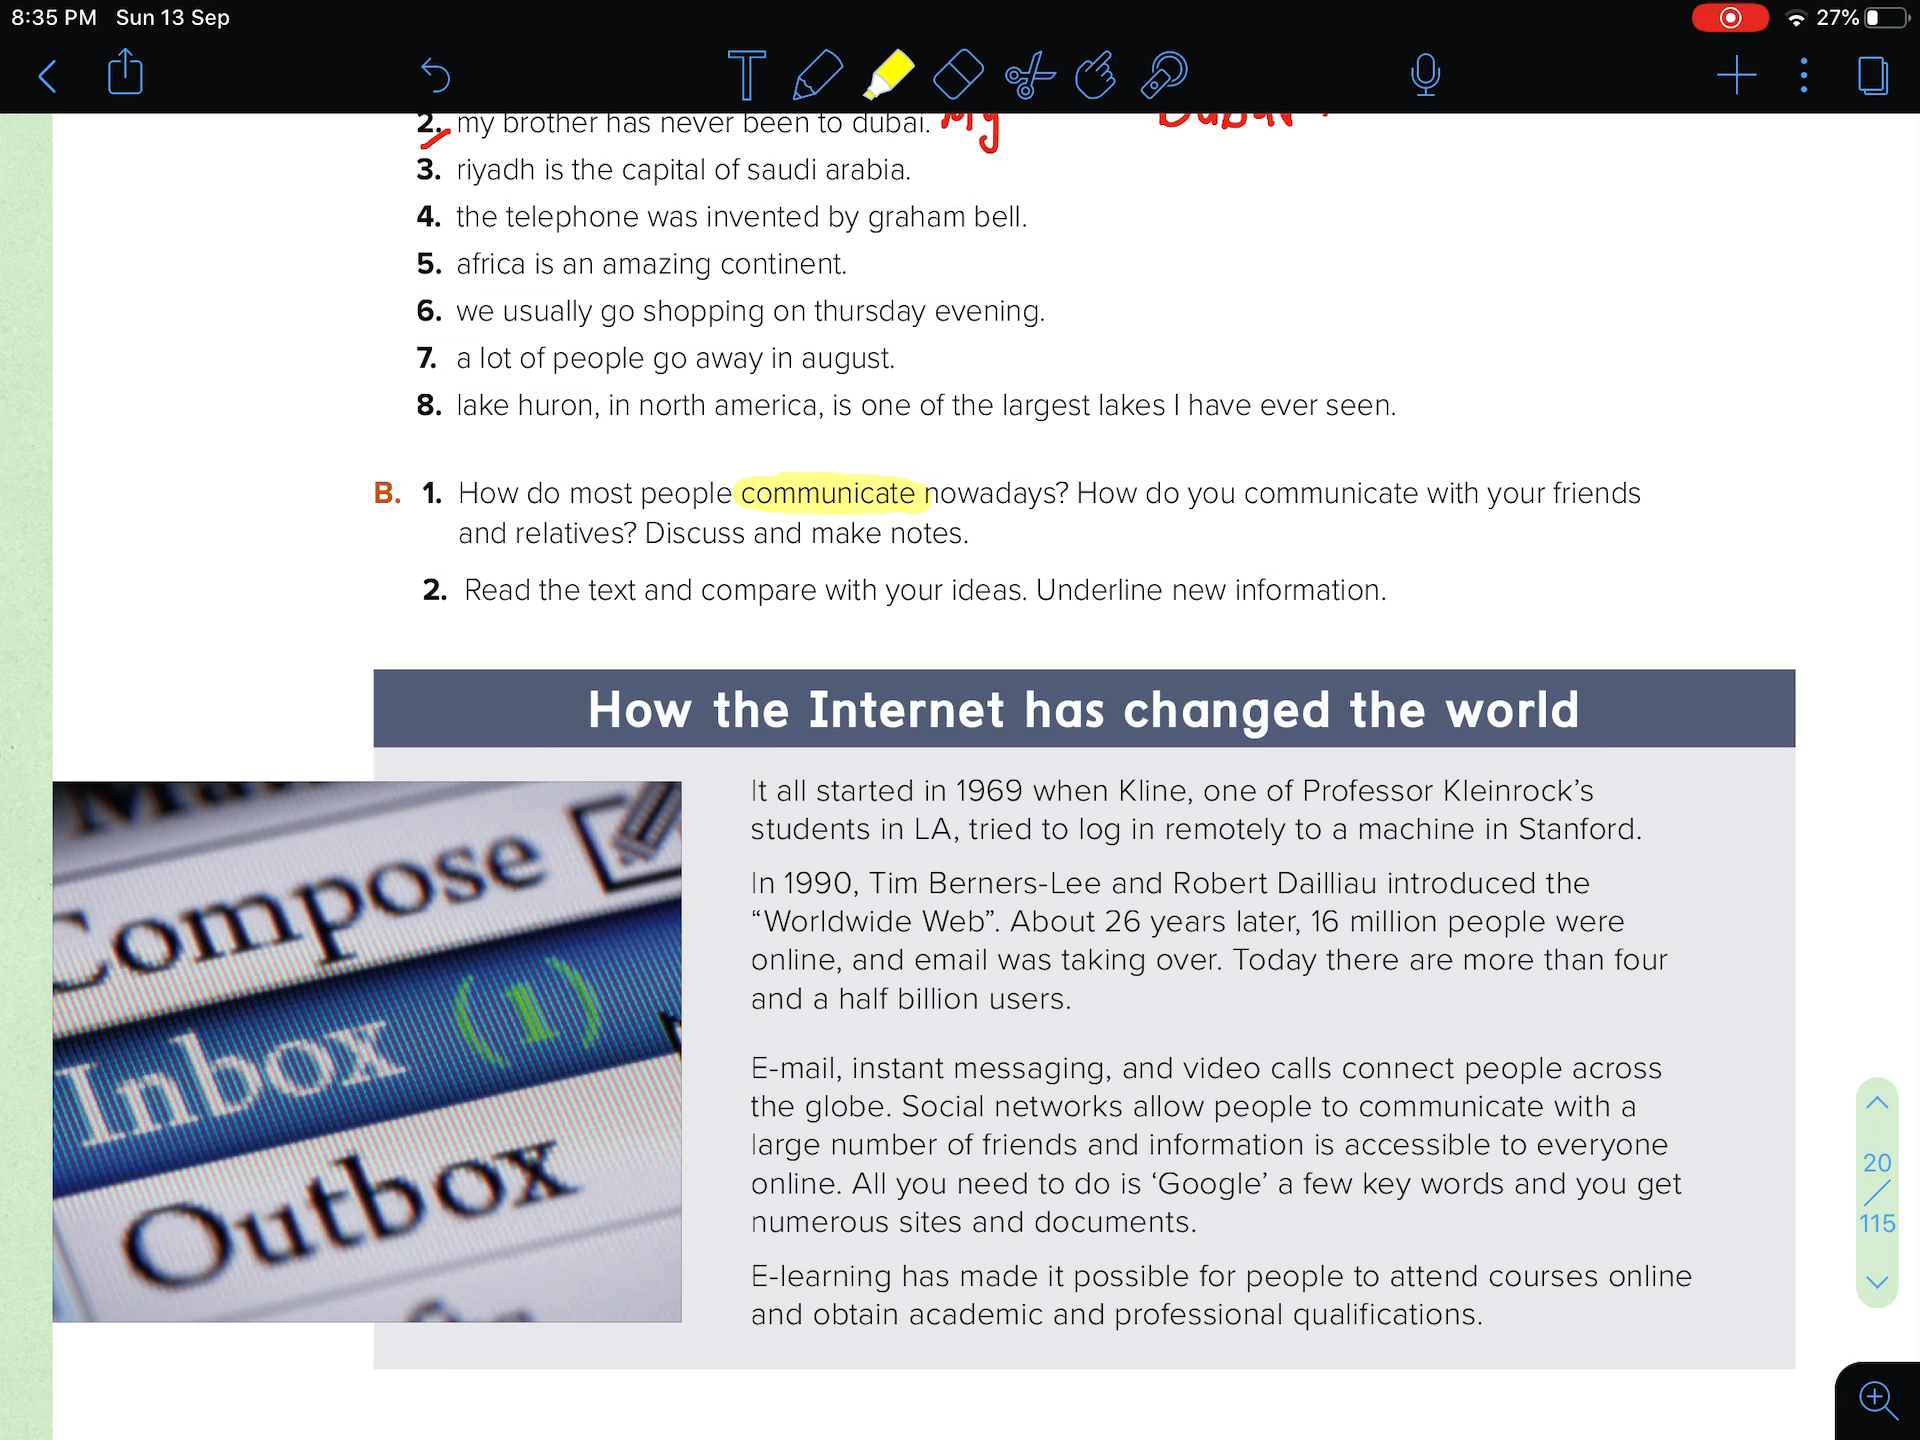 8:35 PM Sun 13 Sep
27%
2. my brother has never been to dubai. My
3. riyadh is the capital of saudi arabia.
4. the telephone was invented by graham bell.
5. africa is an amazing continent.
6. we usually go shopping on thursday evening.
7. a lot of people go away in august.
8. lake huron, in north america, is one of the largest lakes I have ever seen.
B. 1. How do most people communicate nowadays? How do you communicate with your friends
and relatives? Discuss and make notes.
2. Read the text and compare with your ideas. Underline new information.
How the Internet has changed the world
It all started in 1969 when Kline, one of Professor Kleinrock’s
students in LA, tried to log in remotely to a machine in Stanford.
In 1990, Tim Berners-Lee and Robert Dailliau introduced the
“Worldwide Web”. About 26 years later, 16 million people were
online, and email was taking over. Today there are more than four
and a half billion users.
E-mail, instant messaging, and video calls connect people across
the globe. Social networks allow people to communicate with a
large number of friends and information is accessible to everyone
online. All you need to do is ‘Google’ a few key words and you get
numerous sites and documents.
E-learning has made it possible for people to attend courses online
and obtain academic and professional qualifications.
Compose
Inbox (1)
Outbox
20
/
115